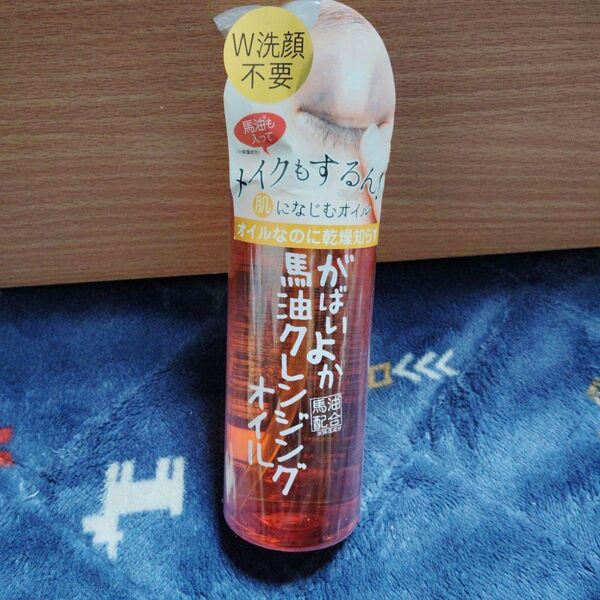 W洗顔
不要
馬油も
入って
メイクもするん!
肌になじむオイル
オイルなのに乾燥知らず
がばいよか
馬油クレンジング
オイル
馬油
配合